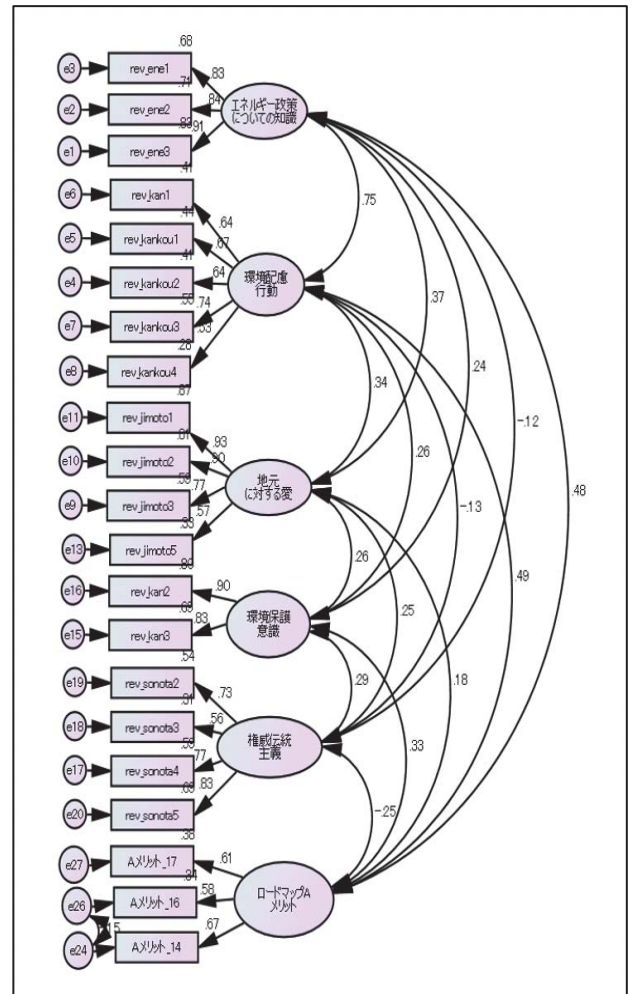 .68
e3
rev_ene1
.83
エネルギー政策
についての知識
.71
e2
rev_ene2
.84
.83
e1
rev_ene3
.91
.41
e6
rev_kan1
.64
.44
e5
rev_kankou1
.67
環境配慮
行動
.41
e4
rev_kankou2
.64
.55
e7
rev_kankou3
.74
.53
.28
e8
rev_kankou4
.87
e11
rev_jimoto1
.93
.81
e10
rev_jimoto2
.90
地元
に対する愛
.59
e9
rev_jimoto3
.77
.57
.33
e13
rev_jimoto5
e16
rev_kan2
.90
環境保護
意識
.69
e15
rev_kan3
.83
.54
e19
rev_sonota2
.73
.31
e18
rev_sonota3
.56
権威伝統
主義
.59
e17
rev_sonota4
.77
.83
.69
e20
rev_sonota5
e27
Aメリット_17
.61
ロードマップA
メリット
.34
e26
Aメリット_16
.58
e24
Aメリット_14
.67
.75
.37
.24
-.12
.48
.34
.26
-.13
.49
.26
.25
.18
.29
.33
-.25